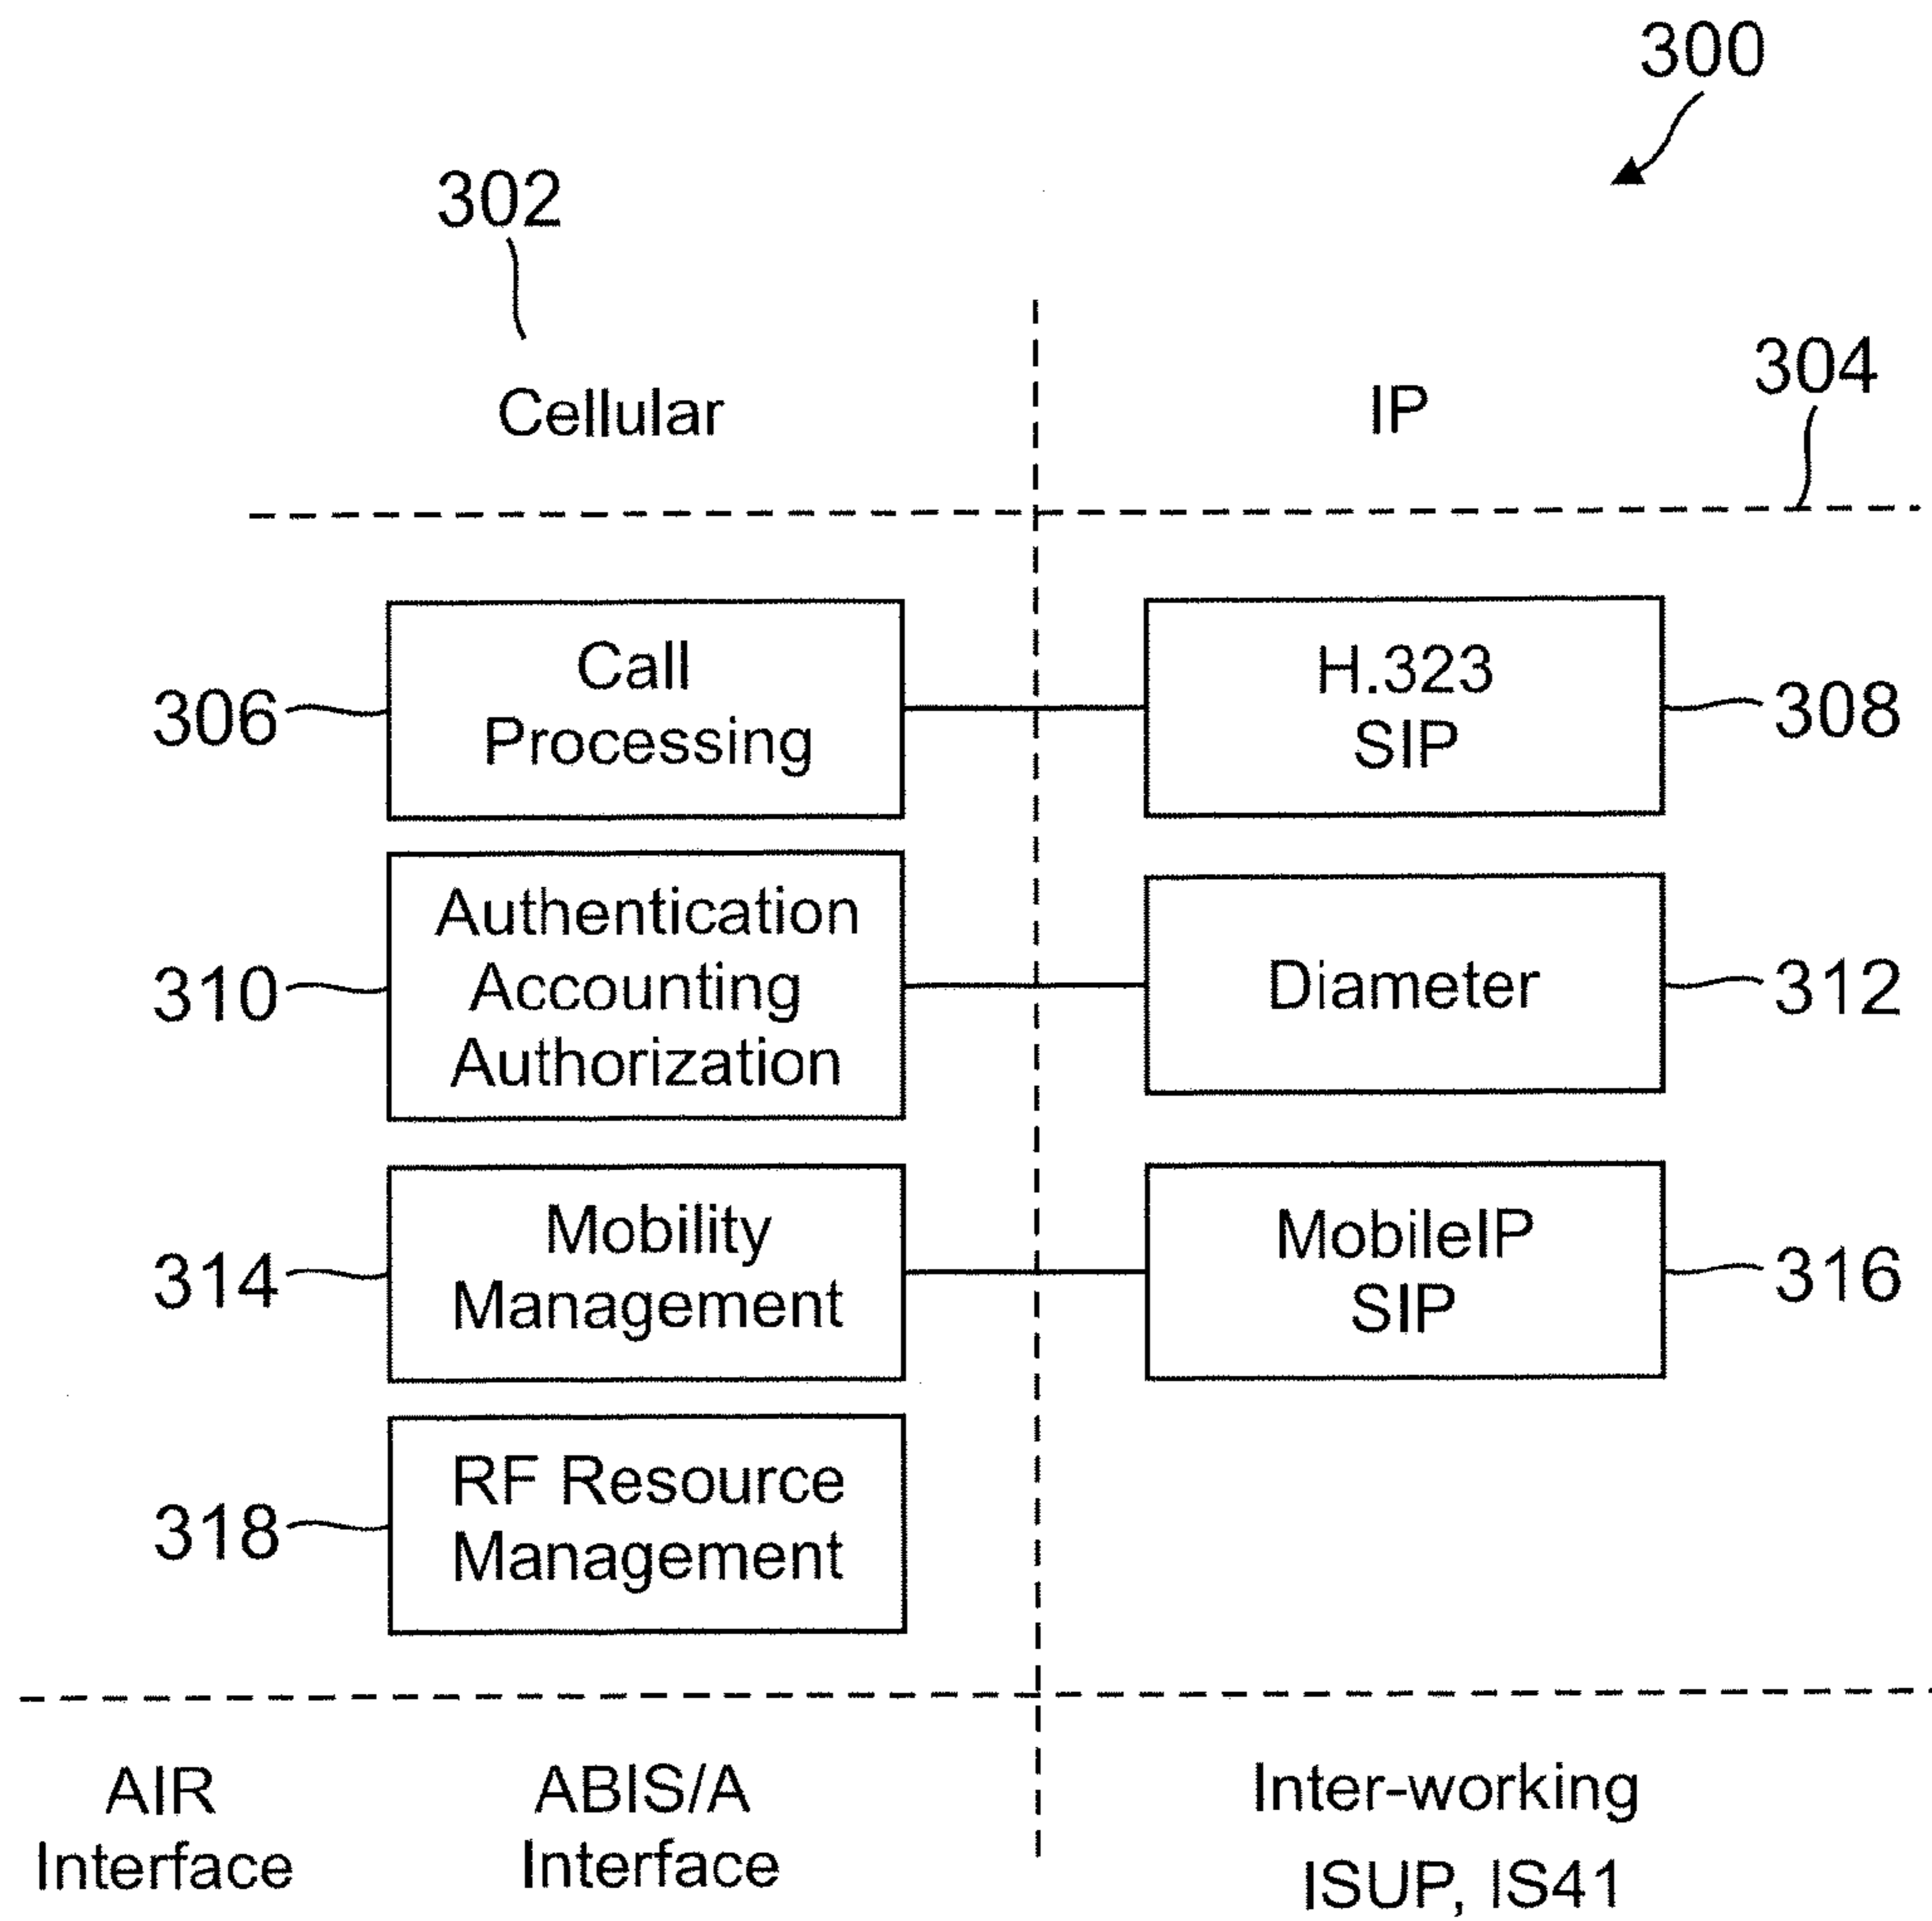 300
302
304
Cellular
IP
306
Call
Processing
H.323
SIP
308
310
Authentication
Accounting
Authorization
Diameter
312
314
Mobility
Management
MobileIP
SIP
316
318
RF Resource
Management
AIR
Interface
ABIS/A
Interface
Inter-working
ISUP, IS41